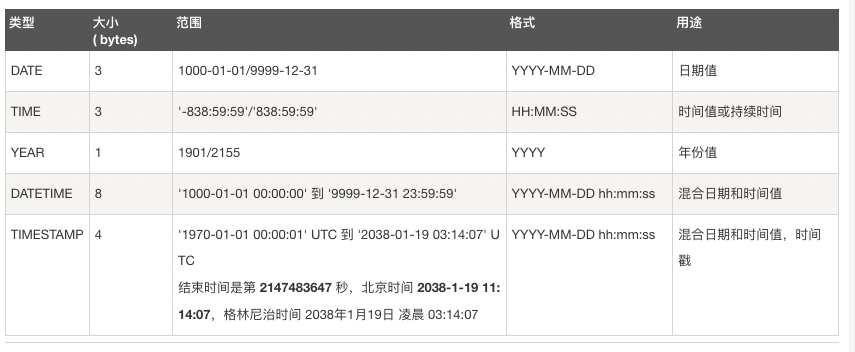 类型 大小 范围 格式 用途
( bytes)
DATE 3 1000-01-01/9999-12-31 YYYY-MM-DD 日期值
TIME 3 '-838:59:59'/'838:59:59' HH:MM:SS 时间值或持续时间
YEAR 1 1901/2155 YYYY 年份值
DATETIME 8 '1000-01-01 00:00:00' 到 '9999-12-31 23:59:59' YYYY-MM-DD hh:mm:ss 混合日期和时间值
TIMESTAMP 4 '1970-01-01 00:00:01' UTC 到 '2038-01-19 03:14:07' U YYYY-MM-DD hh:mm:ss 混合日期和时间值，时间
TC 戳
结束时间是第 2147483647 秒，北京时间 2038-1-19 11:
14:07，格林尼治时间 2038年1月19日 凌晨 03:14:07